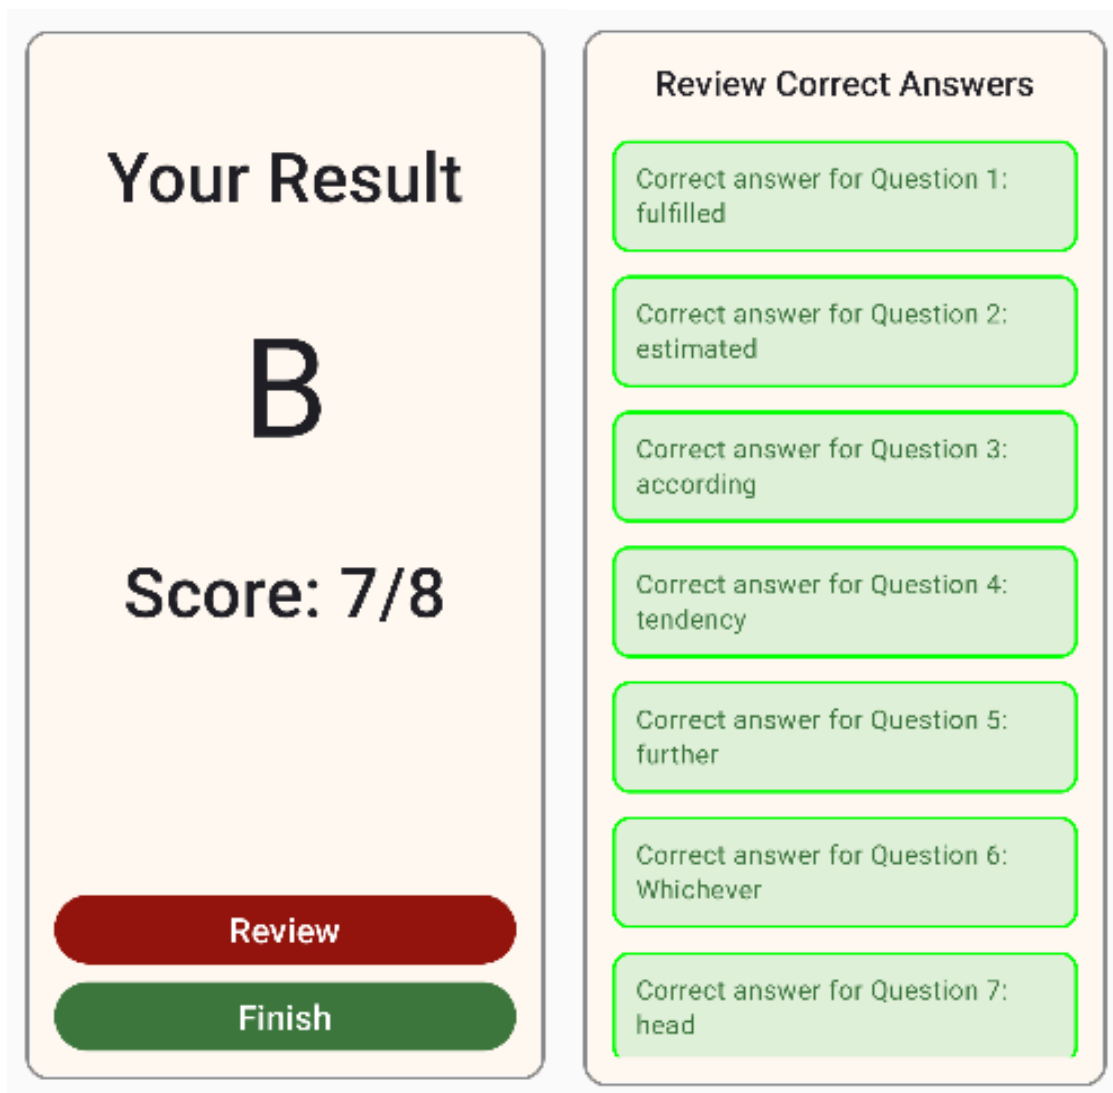 Your Result
B
Score: 7/8
Review
Finish
Review Correct Answers
Correct answer for Question 1:
fulfilled
Correct answer for Question 2:
estimated
Correct answer for Question 3:
according
Correct answer for Question 4:
tendency
Correct answer for Question 5:
further
Correct answer for Question 6:
Whichever
Correct answer for Question 7:
head